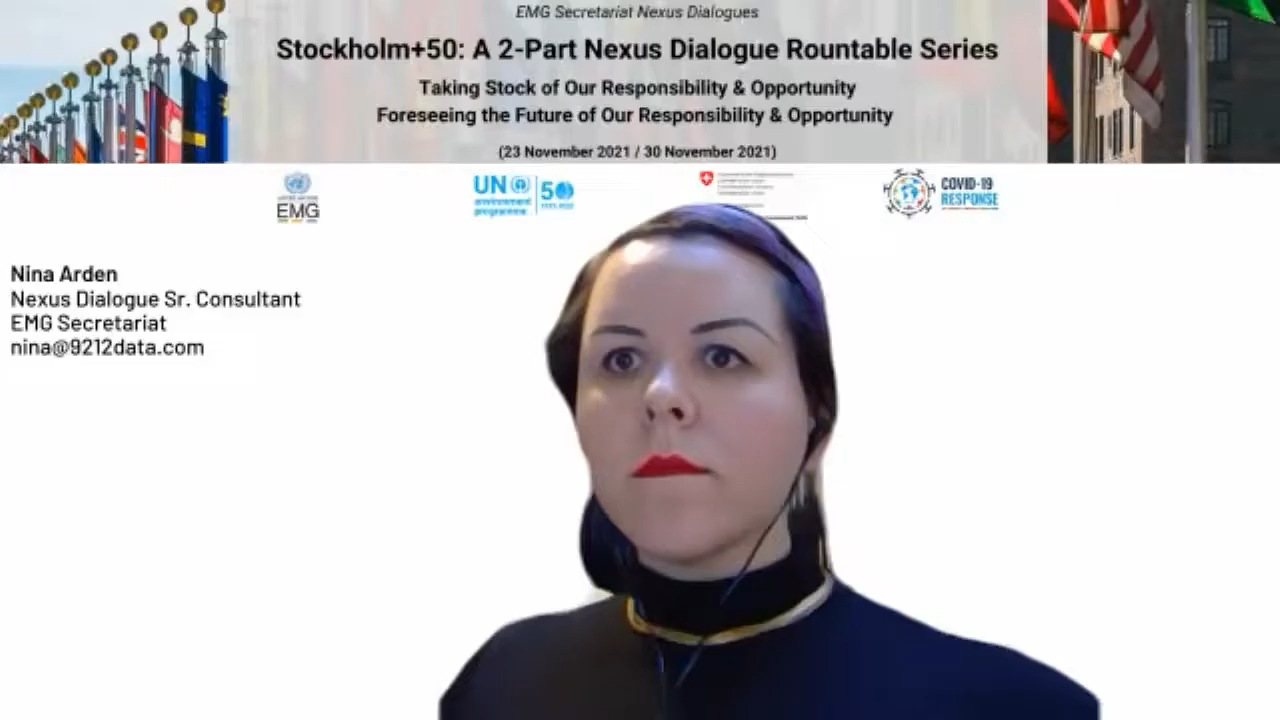 EMG Secretariat Nexus Dialogues
Stockholm+50: A 2-Part Nexus Dialogue Roundtable Series
Taking Stock of Our Responsibility & Opportunity
Foreseeing the Future of Our Responsibility & Opportunity
(23 November 2021 / 30 November 2021)
EMG
UN
environment
programme
50
COVID-19
RESPONSE
Nina Arden
Nexus Dialogue Sr. Consultant
EMG Secretariat
nina@9212data.com